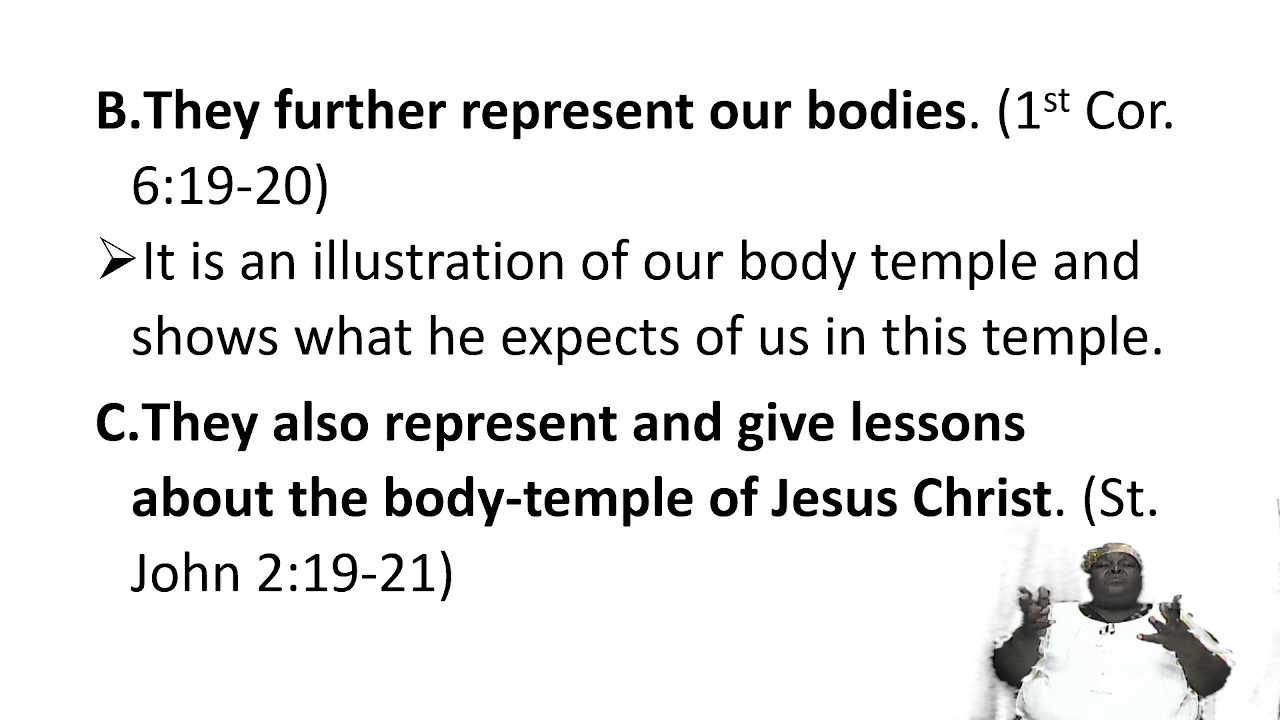 B.They further represent our bodies. (1st Cor.
6:19-20)
➢It is an illustration of our body temple and
shows what he expects of us in this temple.
C.They also represent and give lessons
about the body-temple of Jesus Christ. (St.
John 2:19-21)